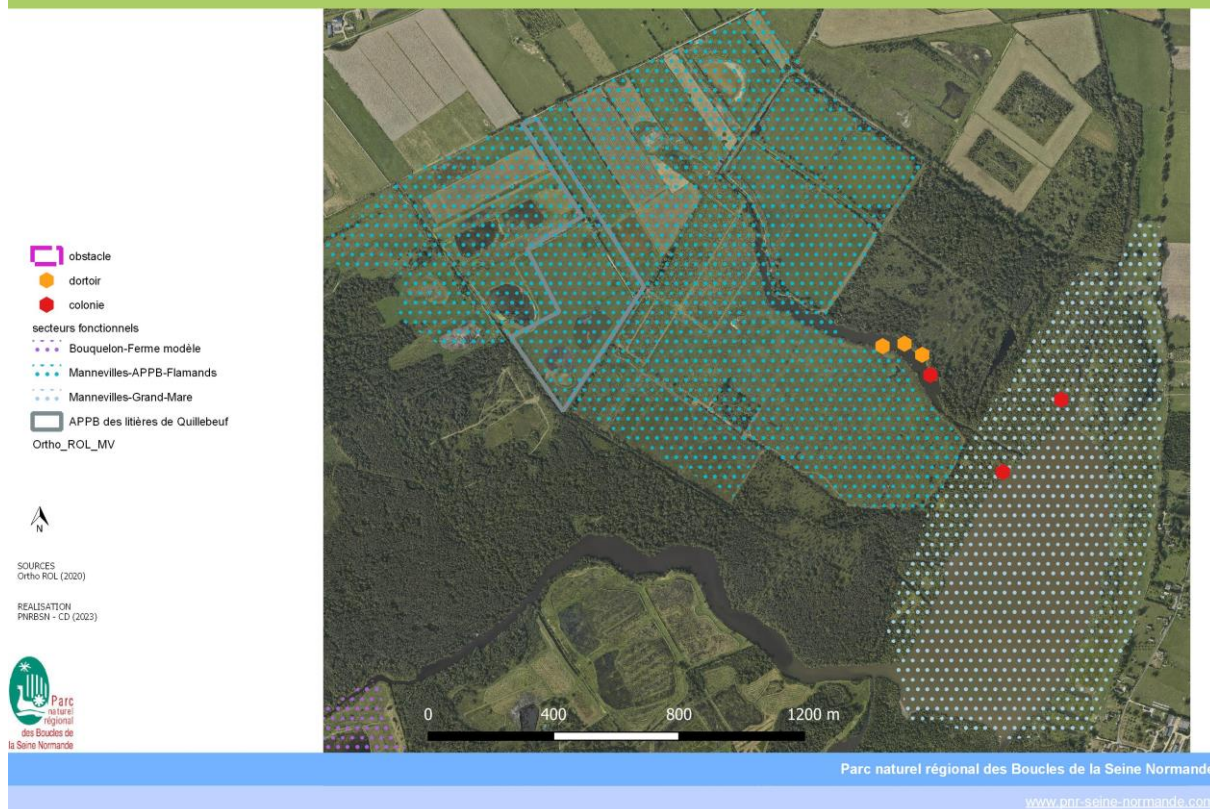 obstacle
dortoir
colonie
secteurs fonctionnels
Bouquelon-Ferme modèle
Mannevilles-APPB-Flamands
Mannevilles-Grand-Mare
APPB des litières de Quillebeuf
Ortho_ROL_MV
N
SOURCES
Ortho ROL (2020)
REALISATION
PNRBSN - CD (2023)
Parc
naturel
régional
des Boucles de
la Seine Normande
0 400 800 1200 m
Parc naturel régional des Boucles de la Seine Normande
www.pnr-seine-normande.com